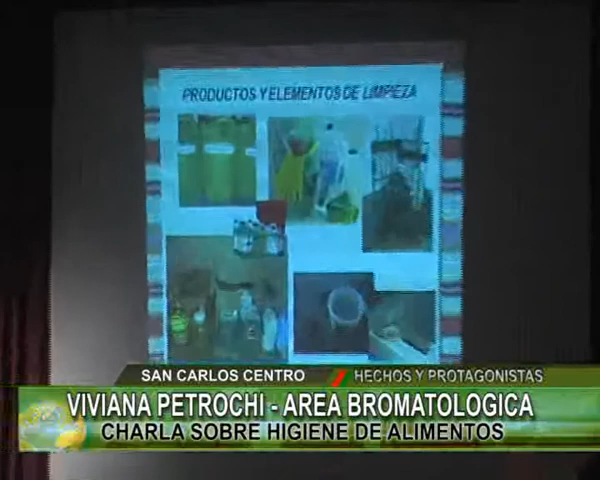 PRODUCTOS Y ELEMENTOS DE LIMPIEZA
SAN CARLOS CENTRO
HECHOS Y PROTAGONISTAS
VIVIANA PETROCHI - AREA BROMATOLOGICA
CHARLA SOBRE HIGIENE DE ALIMENTOS